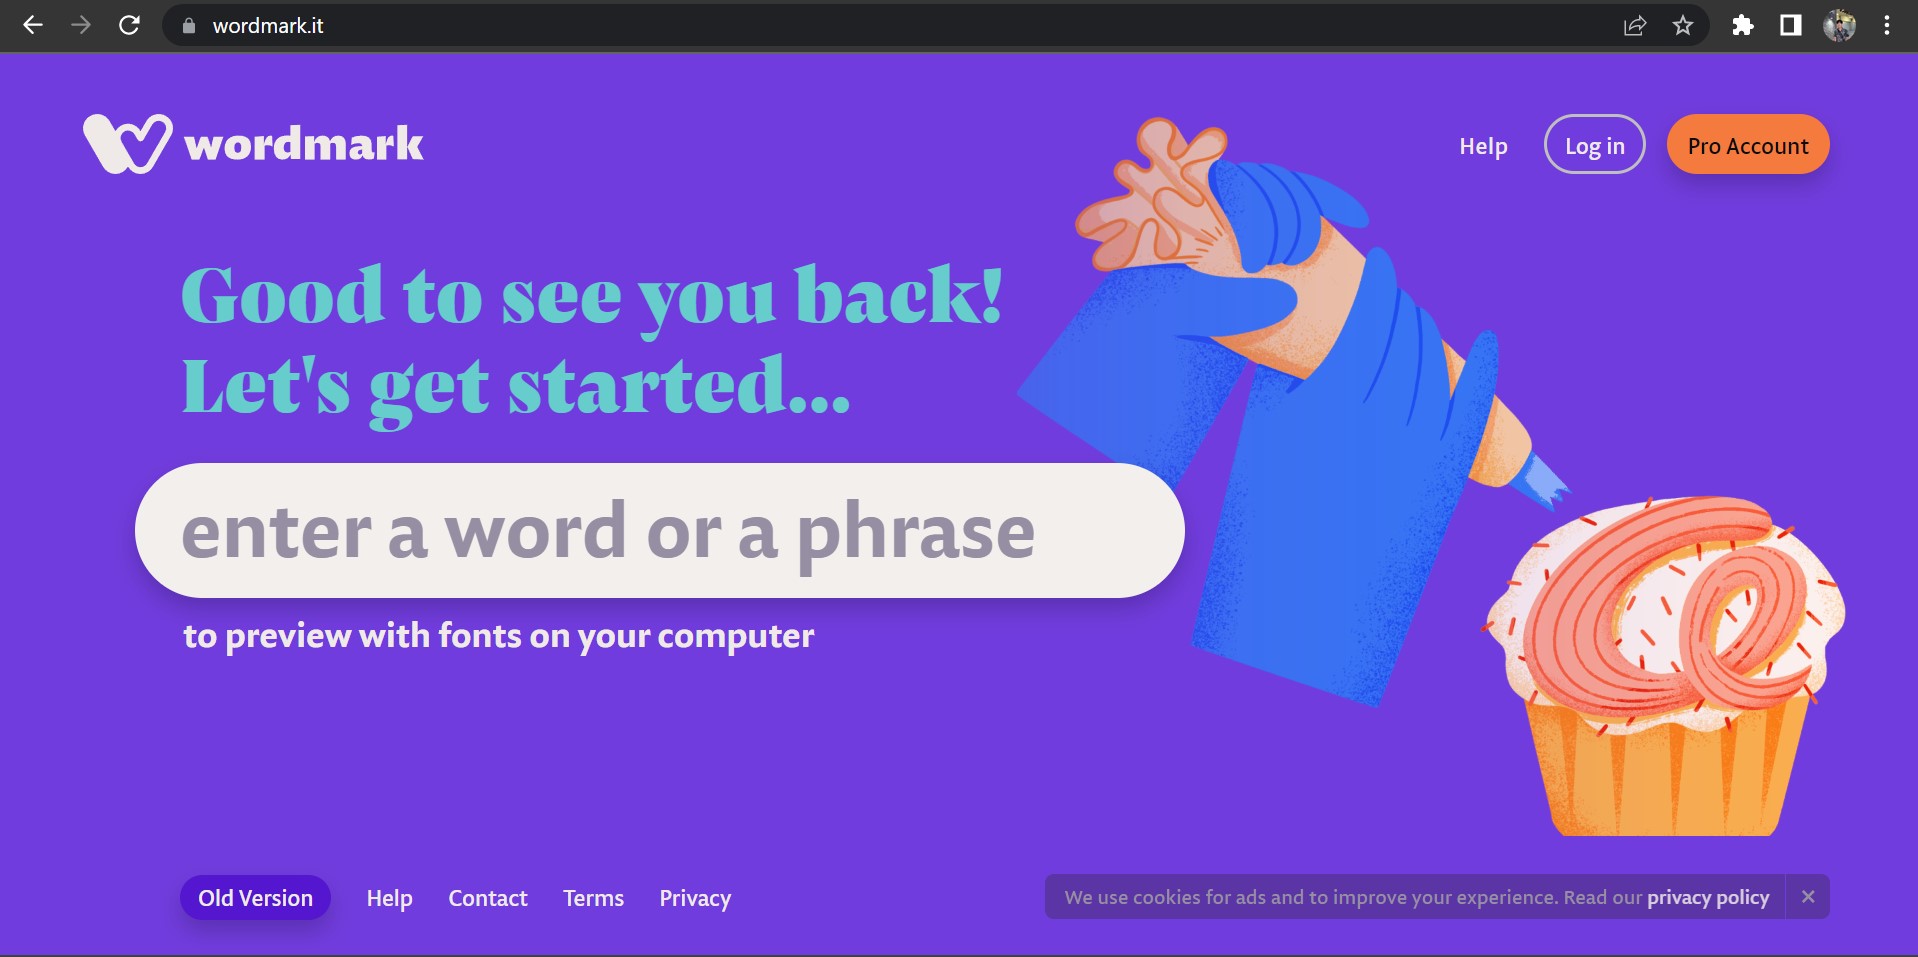 wordmark.it
wordmark
Help
Log in
Pro Account
Good to see you back!
Let's get started...
enter a word or a phrase
to preview with fonts on your computer
Old Version
Help
Contact
Terms
Privacy
We use cookies for ads and to improve your experience. Read our privacy policy